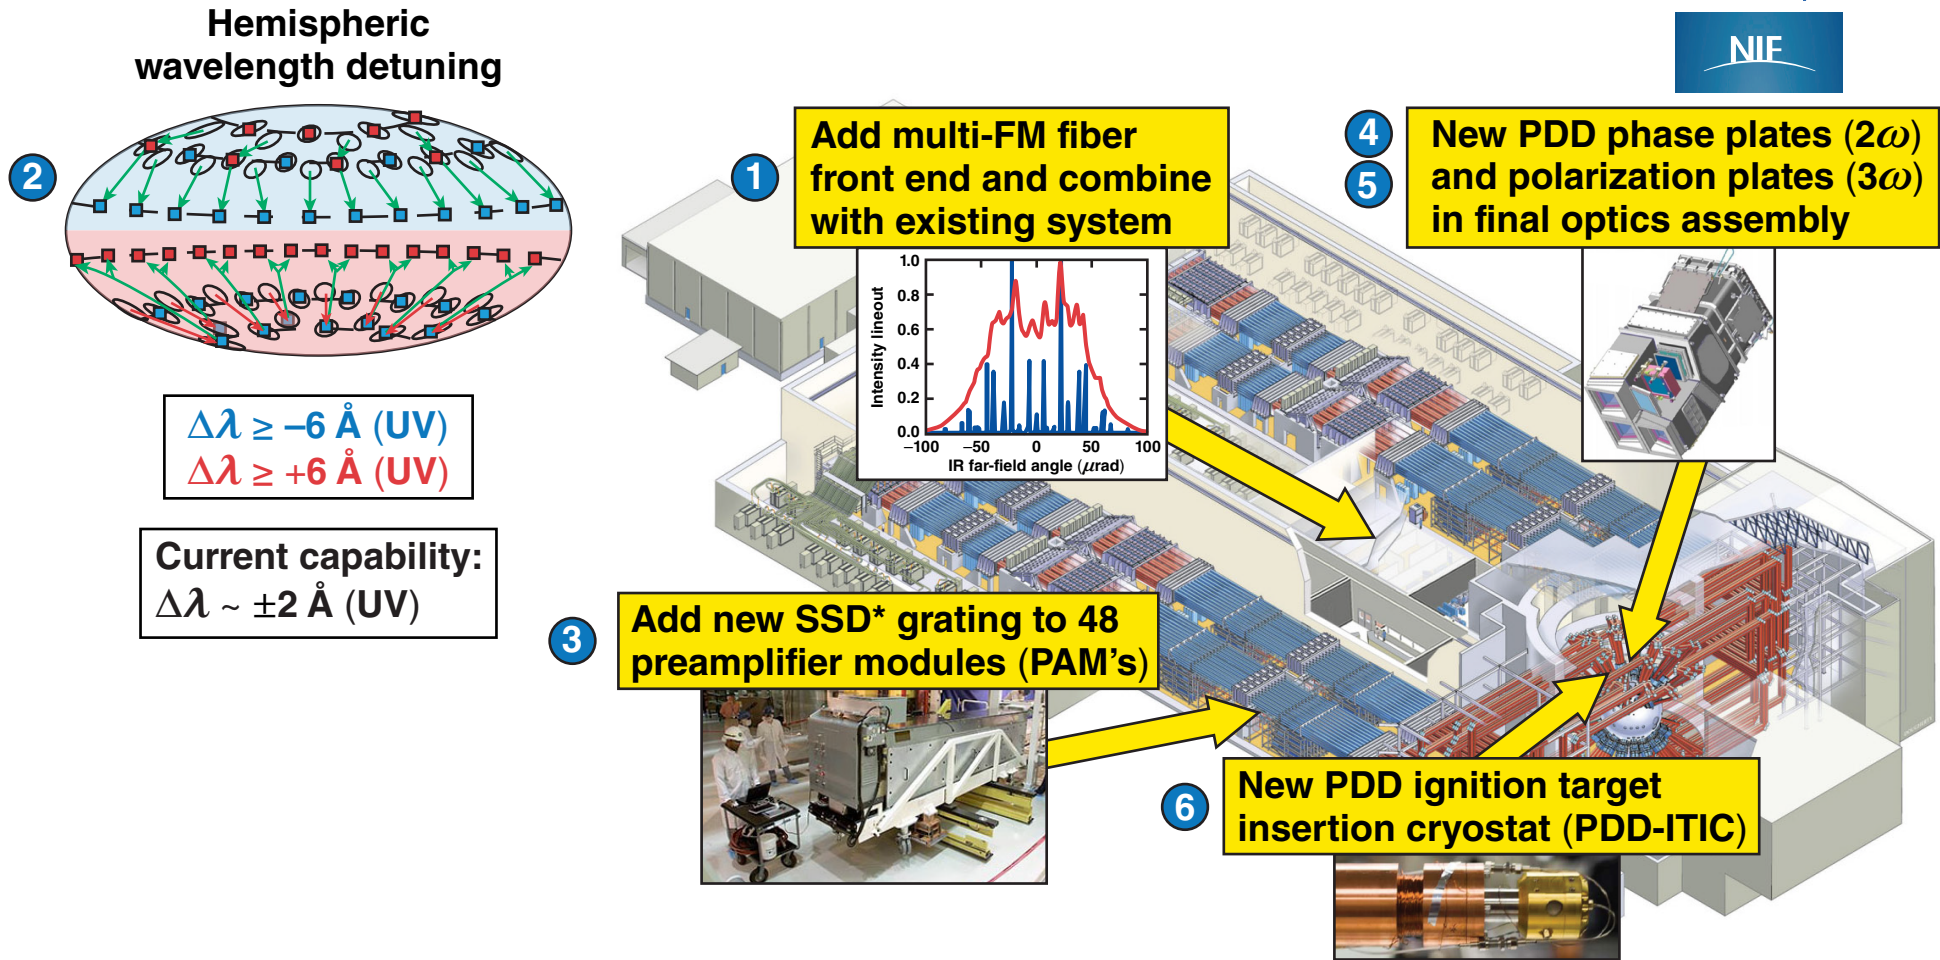 Hemispheric
wavelength detuning
2
Δλ ≥ –6 Å (UV)
Δλ ≥ +6 Å (UV)
Current capability:
Δλ ~ ±2 Å (UV)
NIF
1
Add multi-FM fiber
front end and combine
with existing system
Intensity lineout
1.0
0.8
0.6
0.4
0.2
0.0
–100 –50 0 50 100
IR far-field angle (μrad)
4
5
New PDD phase plates (2ω)
and polarization plates (3ω)
in final optics assembly
3
Add new SSD* grating to 48
preamplifier modules (PAM's)
6
New PDD ignition target
insertion cryostat (PDD-ITIC)